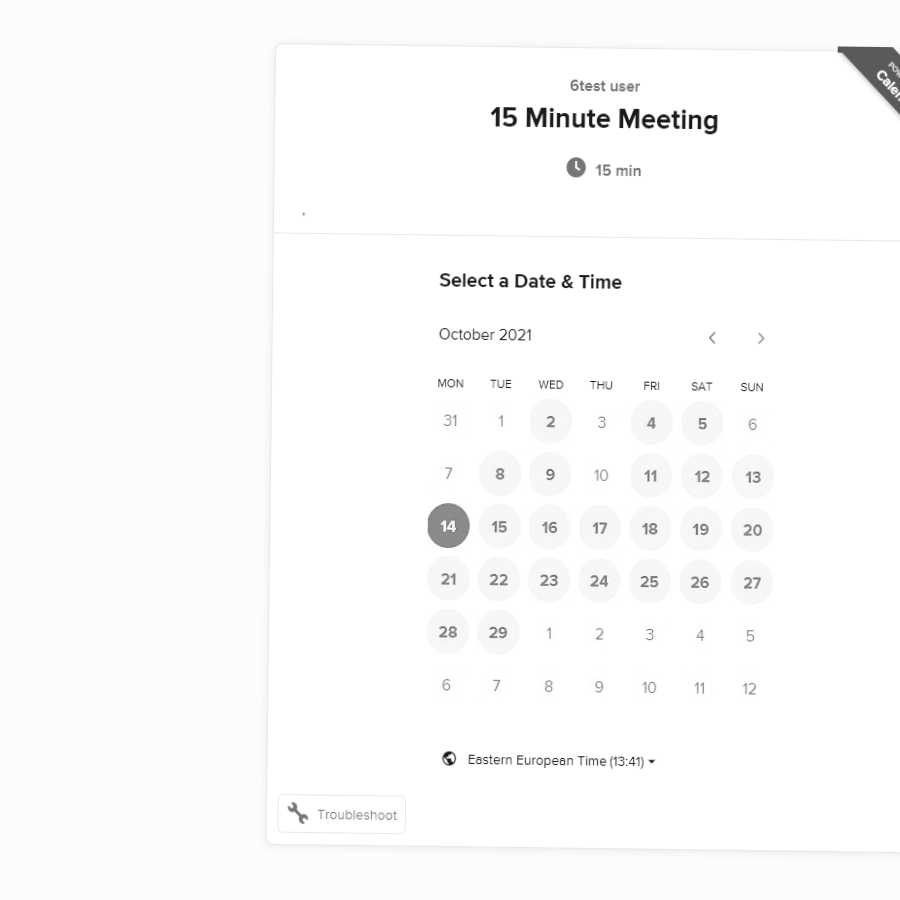 6test user
15 Minute Meeting
15 min
.
Select a Date & Time
October 2021
MON TUE WED THU FRI SAT SUN
31 1 2 3 4 5 6
7 8 9 10 11 12 13
14 15 16 17 18 19 20
21 22 23 24 25 26 27
28 29 1 2 3 4 5
6 7 8 9 10 11 12
Eastern European Time (13:41)
Troubleshoot